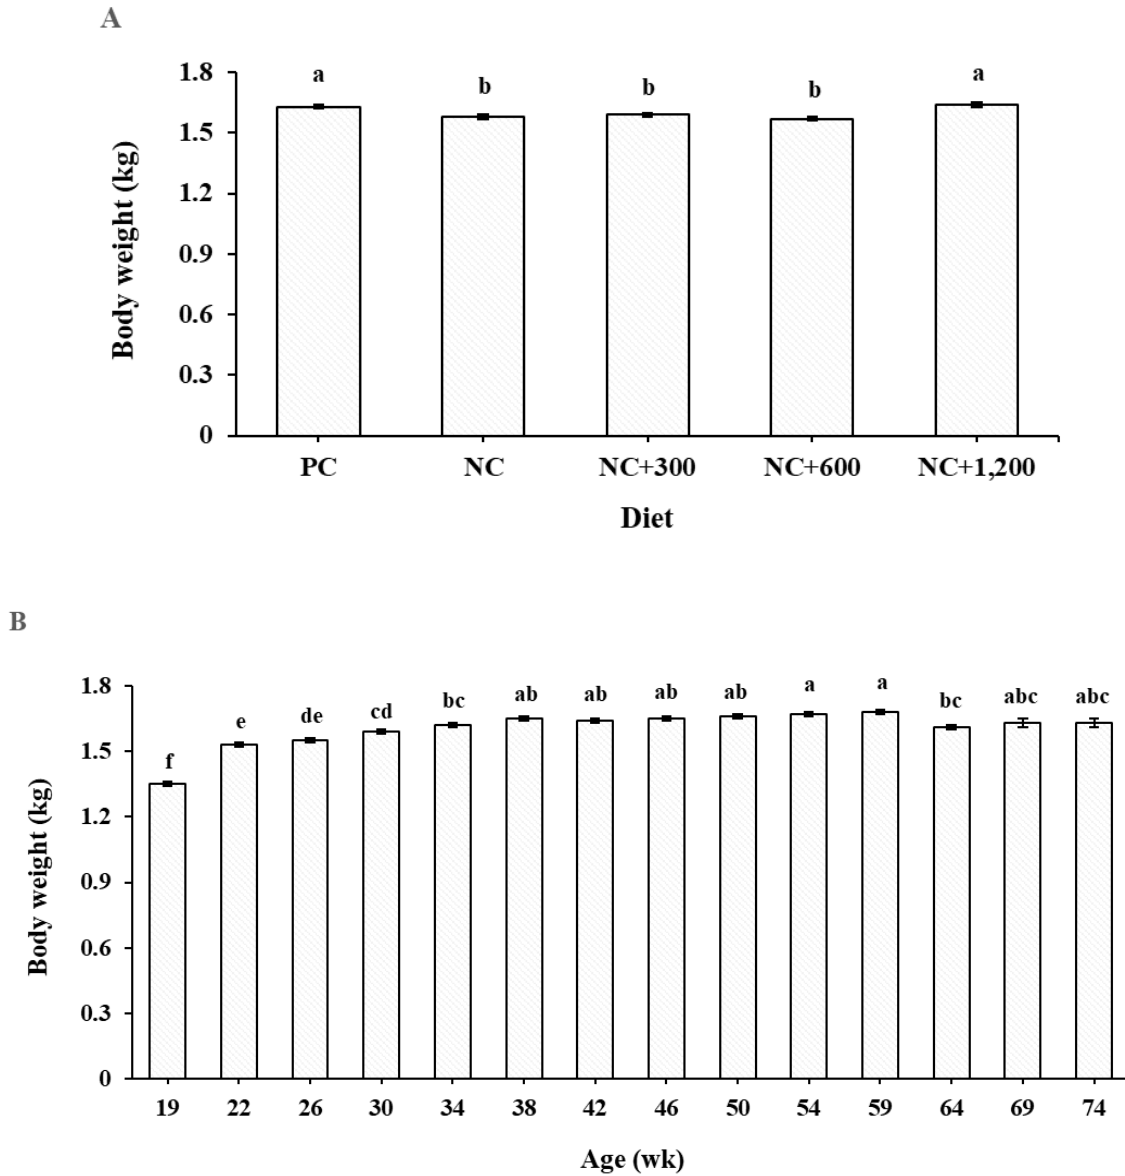 A
Body weight (kg)
1.8
1.5
1.2
0.9
0.6
0.3
0
a
b
b
b
a
PC NC NC+300 NC+600 NC+1,200
Diet
B
Body weight (kg)
1.8
1.5
1.2
0.9
0.6
0.3
0
f
e
de
cd
bc
ab
ab
ab
ab
a
a
bc
abc
abc
19 22 26 30 34 38 42 46 50 54 59 64 69 74
Age (wk)